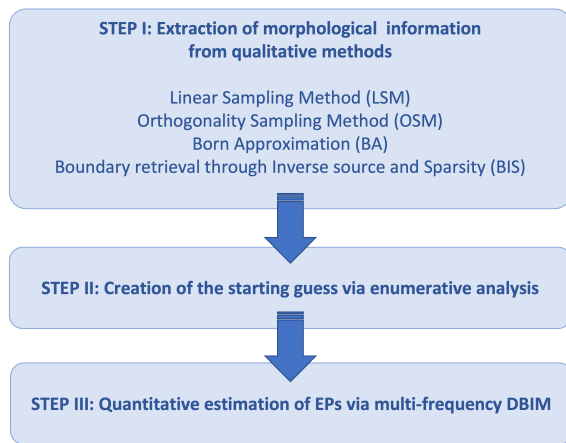 STEP I: Extraction of morphological information
from qualitative methods
Linear Sampling Method (LSM)
Orthogonality Sampling Method (OSM)
Born Approximation (BA)
Boundary retrieval through Inverse source and Sparsity (BIS)
STEP II: Creation of the starting guess via enumerative analysis
STEP III: Quantitative estimation of EPs via multi-frequency DBIM